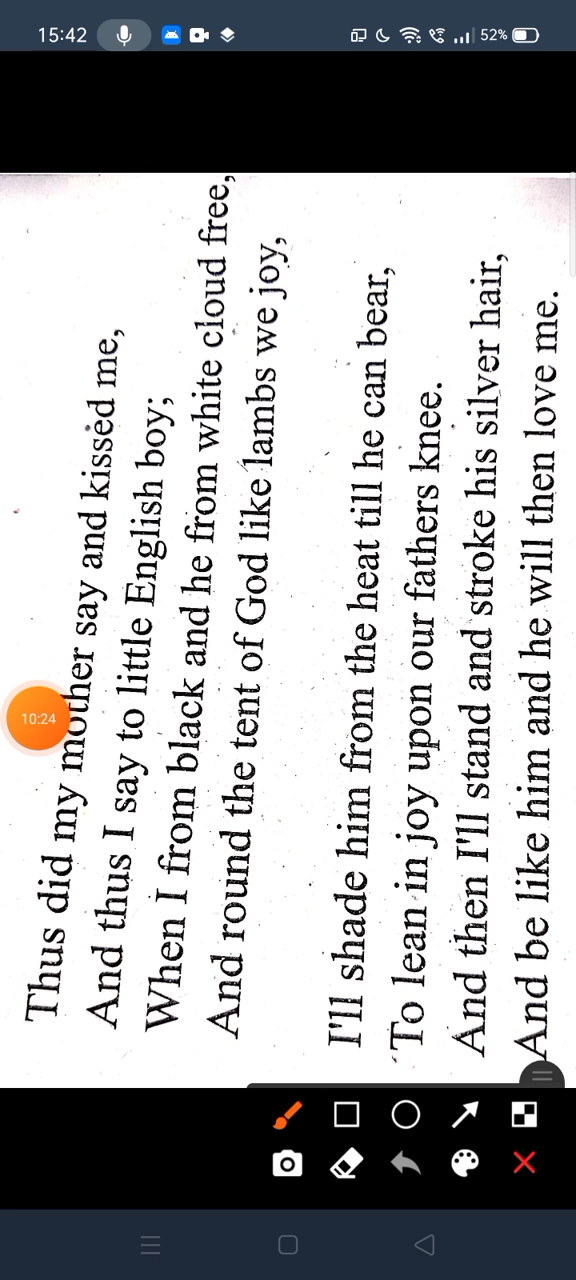 15:42
52%
Thus did my mother say and kissed me,
And thus I say to little English boy;
When I from black and he from white cloud free,
And round the tent of God like lambs we joy,
I'll shade him from the heat till he can bear,
To lean in joy upon our fathers knee.
And then I'll stand and stroke his silver hair,
And be like him and he will then love me.
10:24